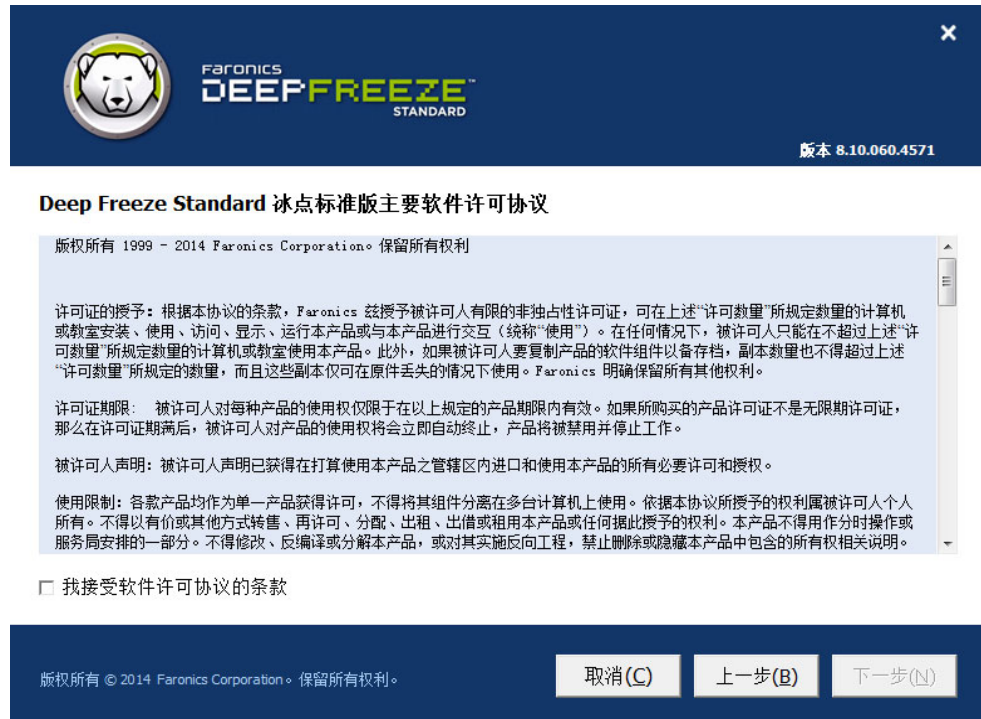 Faronics
DEEPFREEZE™
STANDARD
版本 8.10.060.4571
Deep Freeze Standard 冰点标准版主要软件许可协议
版权所有 1999 - 2014 Faronics Corporation。保留所有权利
许可证的授予：根据本协议的条款，Faronics 兹授予被许可人有限的非独占性许可证，可在上述“许可数量”所规定数量的计算机
或教室安装、使用、访问、显示、运行本产品或与本产品进行交互（统称“使用”）。在任何情况下，被许可人只能在不超过上述“许
可数量”所规定数量的计算机或教室使用本产品。此外，如果被许可人要复制产品的软件组件以备存档，副本数量也不得超过上述
“许可数量”所规定的数量，而且这些副本仅可在原件丢失的情况下使用。Faronics 明确保留所有其他权利。
许可证期限： 被许可人对每种产品的使用权仅限于在以上规定的产品期限内有效。如果所购买的产品许可证不是无限期许可证，
那么在许可证期满后，被许可人对产品的使用权将会立即自动终止，产品将被禁用并停止工作。
被许可人声明：被许可人声明已获得在打算使用本产品之管辖区内进口和使用本产品的所有必要许可和授权。
使用限制：各款产品均作为单一产品获得许可，不得将其组件分离在多台计算机上使用。依据本协议所授予的权利属被许可人个人
所有。不得以有价或其他方式转售、再许可、分配、出租、出借或租用本产品或任何据此授予的权利。本产品不得用作分时操作或
服务局安排的一部分。不得修改、反编译或分解本产品，或对其实施反向工程，禁止删除或隐藏本产品中包含的所有权相关说明。
我接受软件许可协议的条款
版权所有 © 2014 Faronics Corporation。保留所有权利。
取消(C)
上一步(B)
下一步(N)